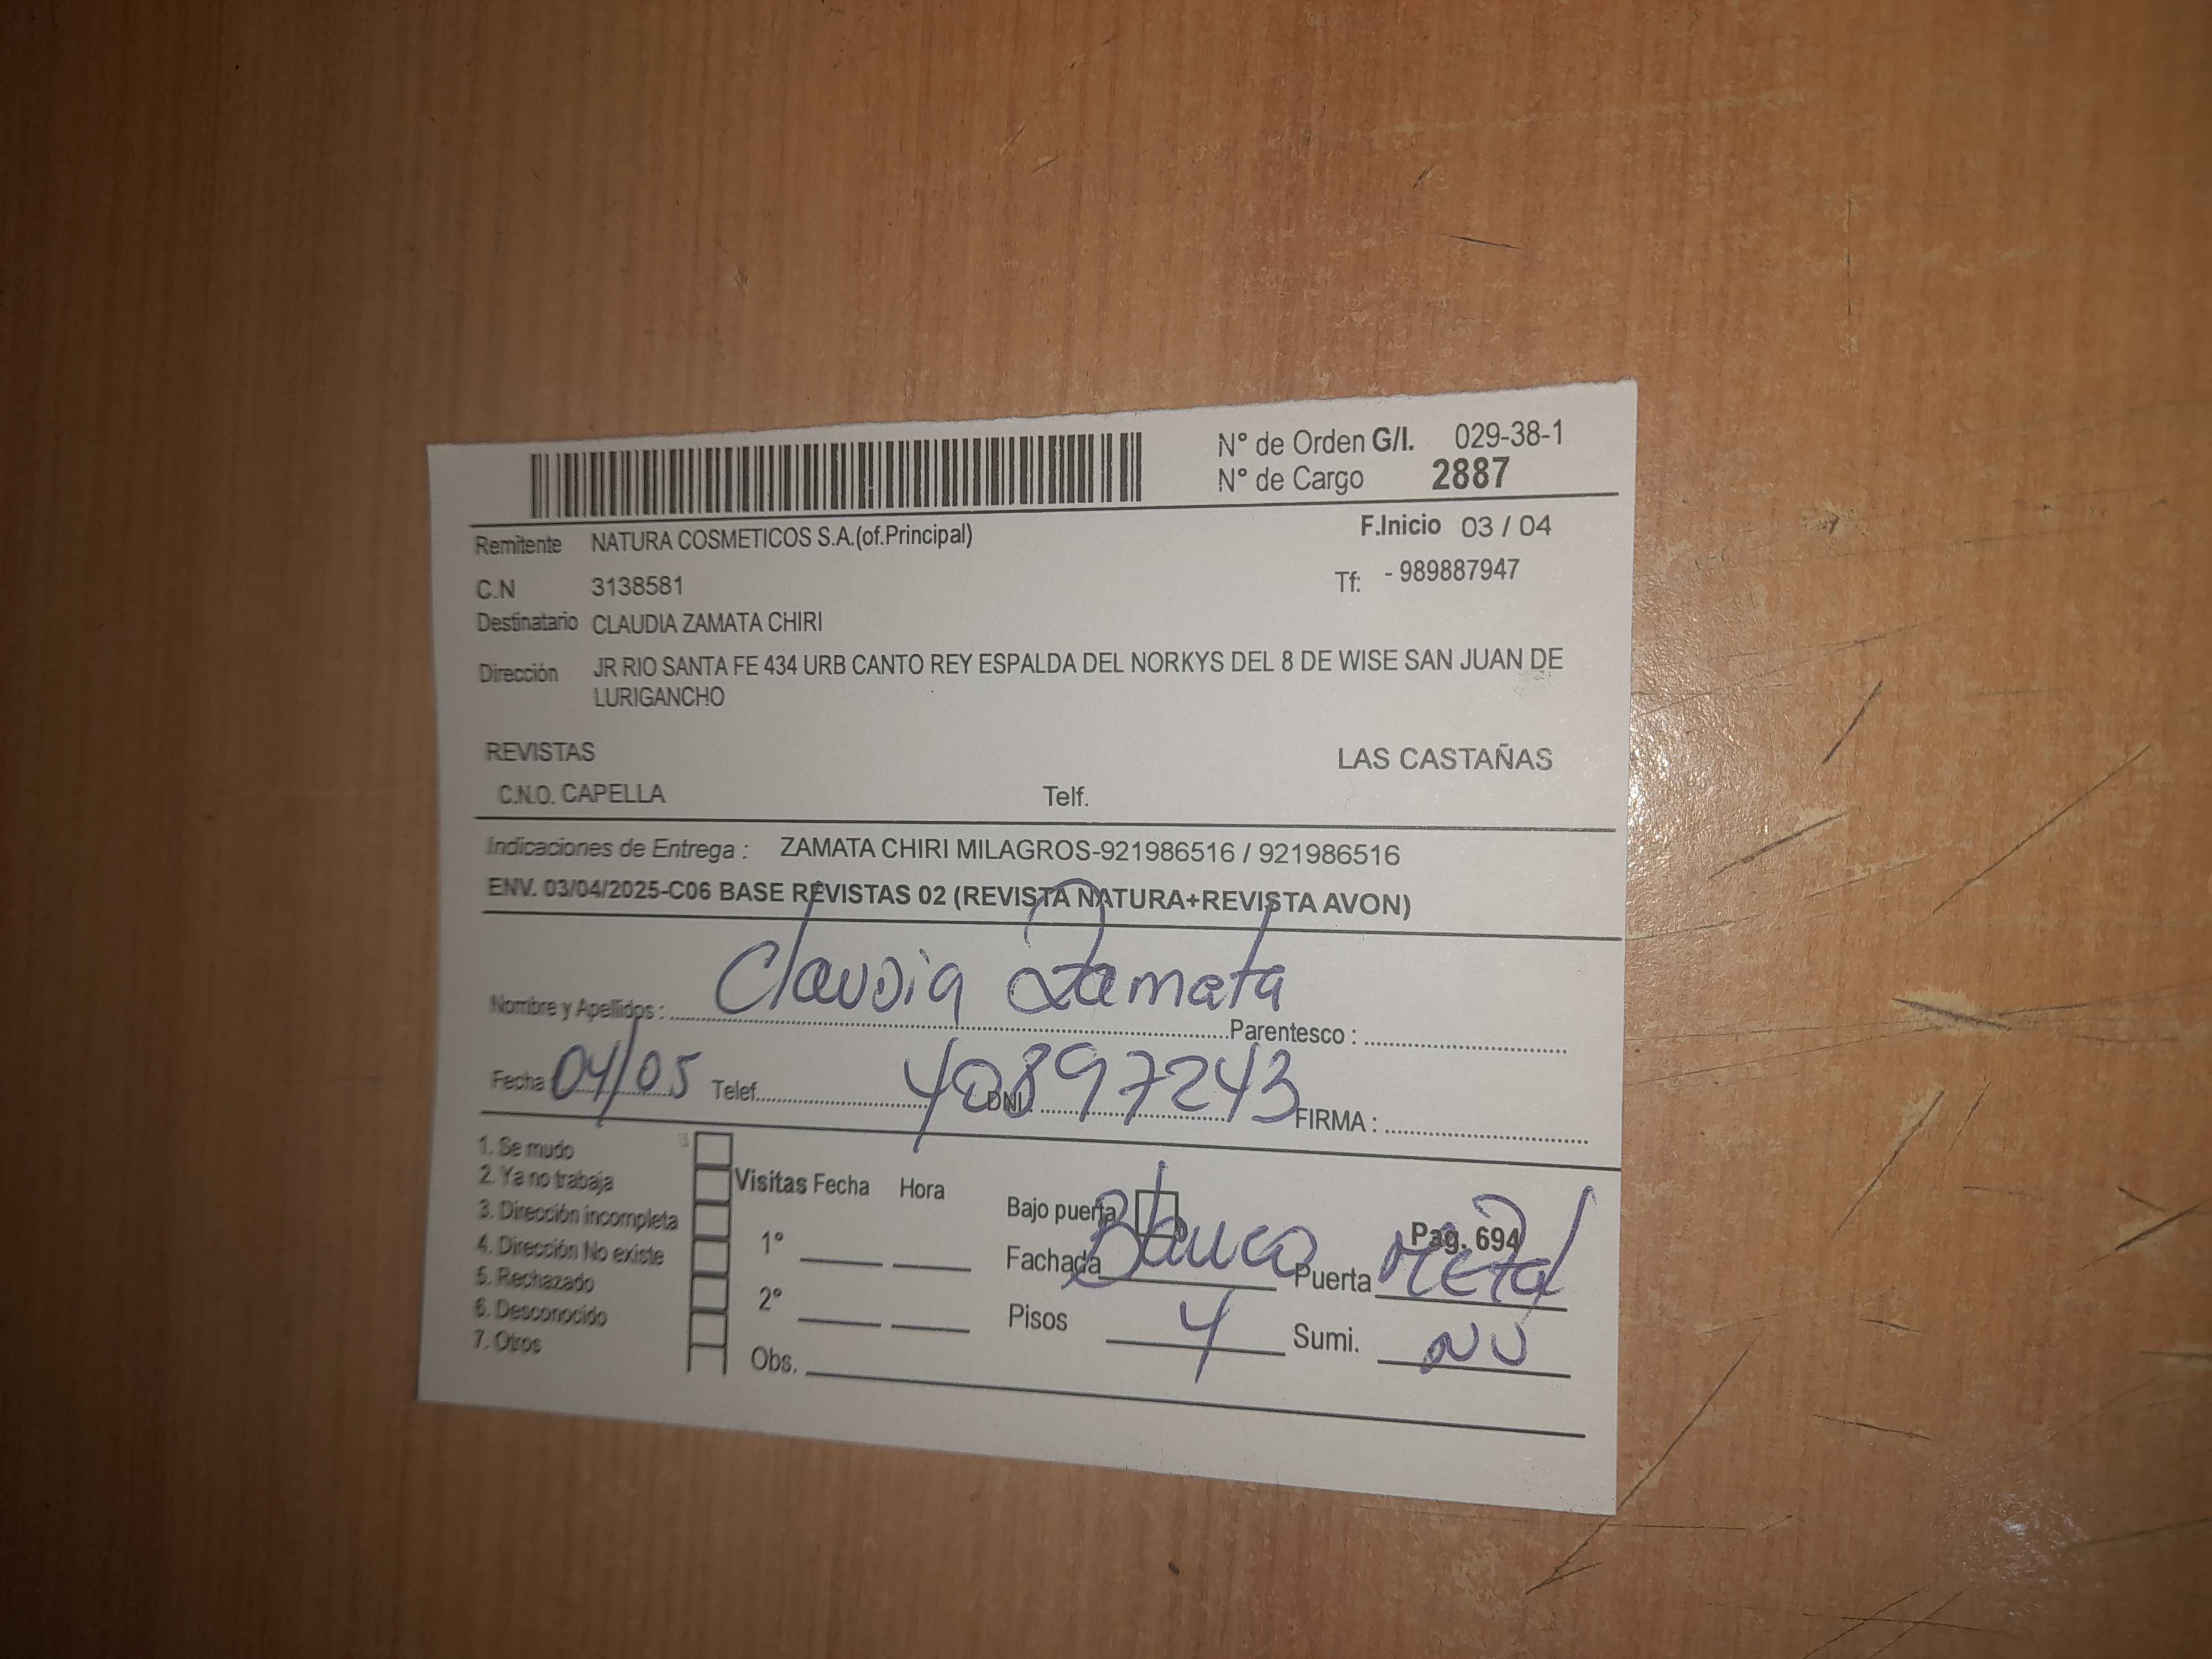 N° de Orden G/I. 029-38-1
N° de Cargo 2887
Remitente NATURA COSMETICOS S.A.(of.Principal) F.Inicio 03 / 04
C.N 3138581 Tf: - 989887947
Destinatario CLAUDIA ZAMATA CHIRI
Dirección JR RIO SANTA FE 434 URB CANTO REY ESPALDA DEL NORKYS DEL 8 DE WISE SAN JUAN DE
LURIGANCHO
REVISTAS LAS CASTAÑAS
C.N.O. CAPELLA Telf.
Indicaciones de Entrega : ZAMATA CHIRI MILAGROS-921986516 / 921986516
ENV. 03/04/2025-C06 BASE REVISTAS 02 (REVISTA NATURA+REVISTA AVON)
Nombre y Apellidos : Claudia Zamata Parentesco :
Fecha 04/05 Telef. DNI. 40897243 FIRMA :
1. Se mudo
2. Ya no trabaja Visitas Fecha Hora
3. Dirección incompleta Bajo puerta Pag. 694
4. Dirección No existe 1° Fachada Blanco Puerta Metal
5. Rechazado
6. Desconocido 2° Pisos 4 Sumi. NO
7. Otros Obs.